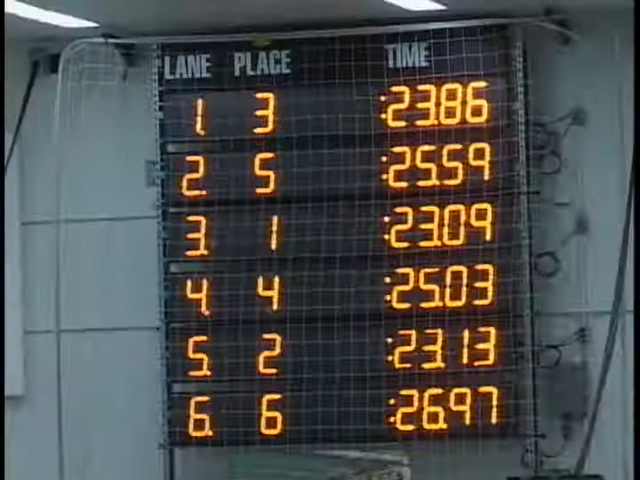 LANE PLACE TIME
1 3 :23.86
2. 5 :25.59
3. 1 :23.09
4. 4 :25.03
5. 2 :23.13
6. 6 :26.97